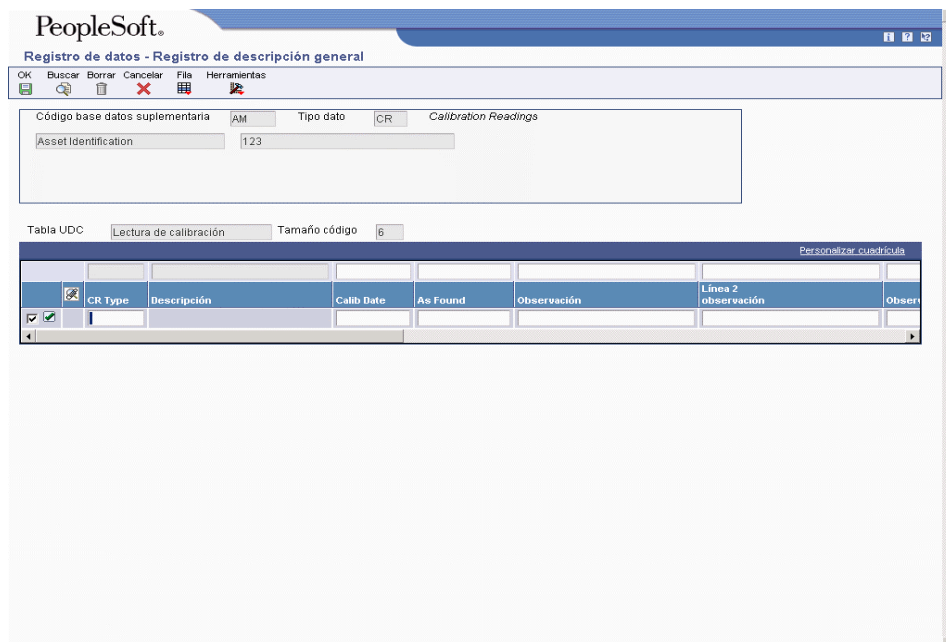 PeopleSoft®
Registro de datos - Registro de descripción general
OK Buscar Borrar Cancelar Fila Herramientas
Código base datos suplementaria AM Tipo dato CR Calibration Readings
Asset Identification 123
Tabla UDC Lectura de calibración Tamaño código 6
Personalizar cuadrícula
CR Type Descripción Calib Date As Found Observación Línea 2 observación Observ